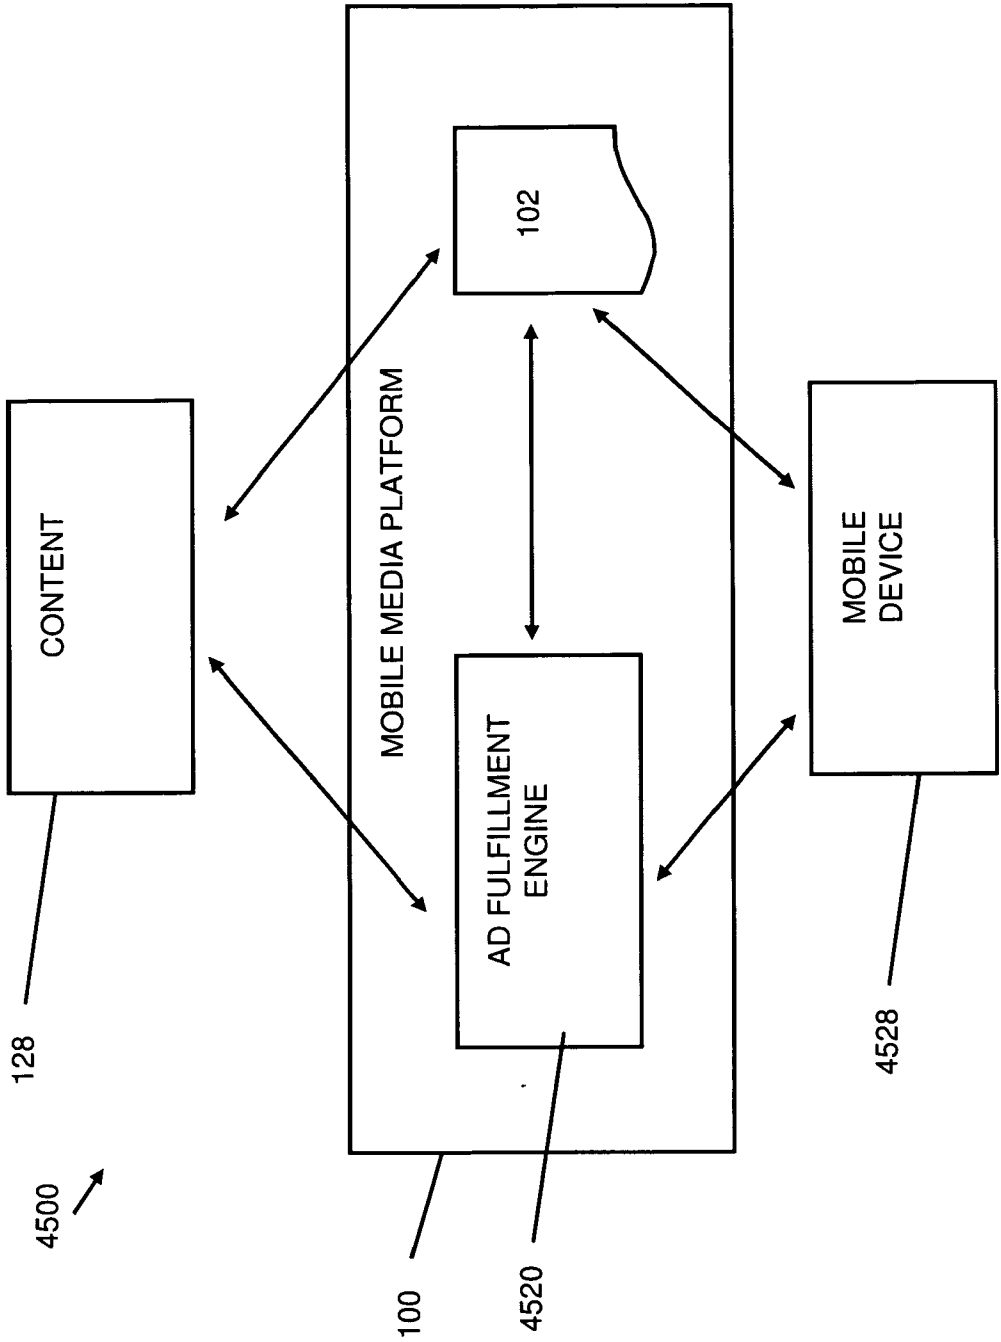 4500
128
CONTENT
100
MOBILE MEDIA PLATFORM
4520
AD FULFILLMENT
ENGINE
102
4528
MOBILE
DEVICE